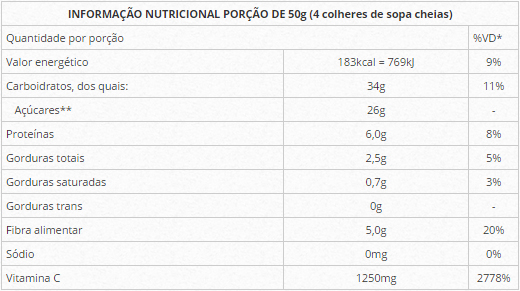 INFORMAÇÃO NUTRICIONAL PORÇÃO DE 50g (4 colheres de sopa cheias)
Quantidade por porção %VD*
Valor energético 183kcal = 769kJ 9%
Carboidratos, dos quais: 34g 11%
Açúcares** 26g -
Proteínas 6,0g 8%
Gorduras totais 2,5g 5%
Gorduras saturadas 0,7g 3%
Gorduras trans 0g -
Fibra alimentar 5,0g 20%
Sódio 0mg 0%
Vitamina C 1250mg 2778%